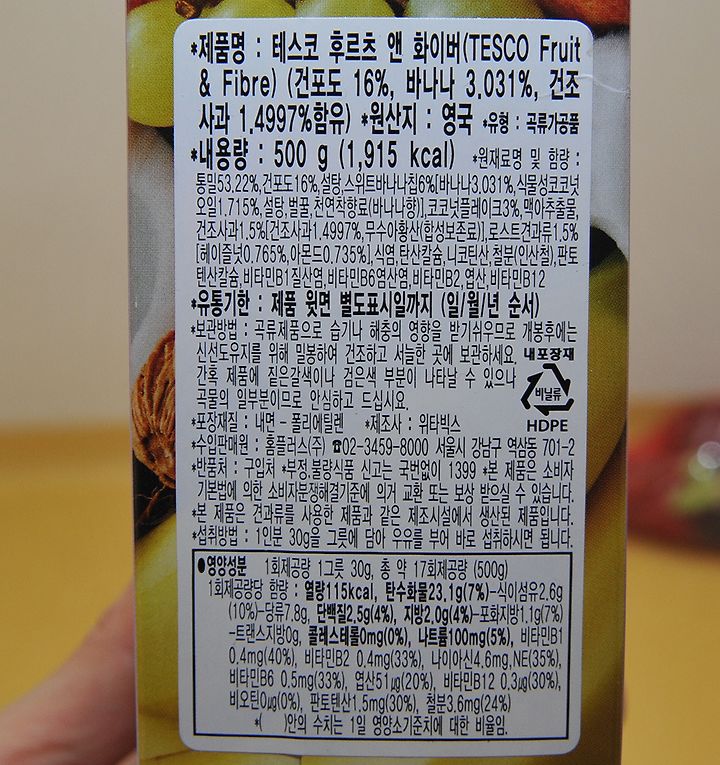 *제품명 : 테스코 후르츠 앤 화이버(TESCO Fruit
& Fibre) (건포도 16%, 바나나 3.031%, 건조
사과 1.4997%함유) *원산지 : 영국 *유형 : 곡류가공품
*내용량 : 500 g (1,915 kcal) *원재료명 및 함량 :
통밀53.22%,건포도16%,설탕,스위트바나나칩6%[바나나3.031%,식물성코코넛
오일1.715%,설탕,벌꿀,천연착향료(바나나향)],코코넛플레이크3%,맥아추출물,
건조사과1.5%[건조사과1.4997%,무수아황산(합성보존료)],로스트견과류1.5%
[헤이즐넛0.765%,아몬드0.735%],식염,탄산칼슘,니코틴산,철분(인산철),판토
텐산칼슘,비타민B1질산염,비타민B6염산염,비타민B2,엽산,비타민B12
*유통기한 : 제품 윗면 별도표시일까지 (일/월/년 순서)
*보관방법 : 곡류제품으로 습기나 해충의 영향을 받기쉬우므로 개봉후에는
신선도유지를 위해 밀봉하여 건조하고 서늘한 곳에 보관하세요. 내포장재
간혹 제품에 짙은갈색이나 검은색 부분이 나타날 수 있으나
곡물의 일부분이므로 안심하고 드십시요. 비닐류
*포장재질 : 내면 - 폴리에틸렌 *제조사 : 위타빅스 HDPE
*수입판매원 : 홈플러스(주) ☎02-3459-8000 서울시 강남구 역삼동 701-2
*반품처 : 구입처 *부정,불량식품 신고는 국번없이 1399 *본 제품은 소비자
기본법에 의한 소비자분쟁해결기준에 의거 교환 또는 보상 받으실 수 있습니다.
*본 제품은 견과류를 사용한 제품과 같은 제조시설에서 생산된 제품입니다.
*섭취방법 : 1인분 30g을 그릇에 담아 우유를 부어 바로 섭취하시면 됩니다.
●영양성분 1회제공량 1그릇 30g, 총 약 17회제공량 (500g)
1회제공량당 함량 : 열량115kcal, 탄수화물23.1g(7%)-식이섬유2.6g
(10%)-당류7.8g, 단백질2.5g(4%), 지방2.0g(4%)-포화지방1.1g(7%)
-트랜스지방0g, 콜레스테롤0mg(0%), 나트륨100mg(5%), 비타민B1
0.4mg(40%), 비타민B2 0.4mg(33%), 나이아신4.6mg,NE(35%),
비타민B6 0.5mg(33%), 엽산51㎍(20%), 비타민B12 0.3㎍(30%),
비오틴0㎍(0%), 판토텐산1.5mg(30%), 철분3.6mg(24%)
*( )안의 수치는 1일 영양소기준치에 대한 비율임.